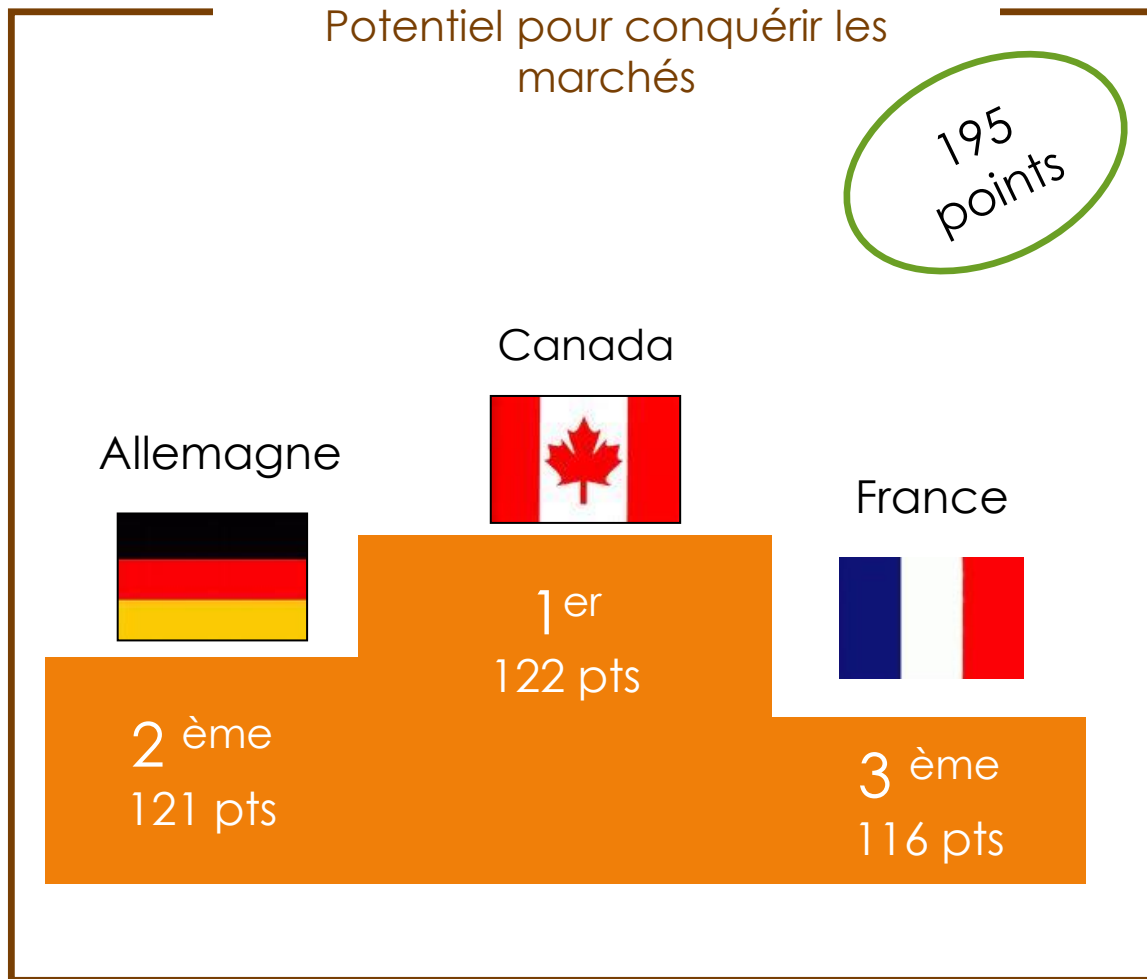 Potentiel pour conquérir les
marchés
195
points
Canada
Allemagne
France
1er
122 pts
2 ème
121 pts
3 ème
116 pts